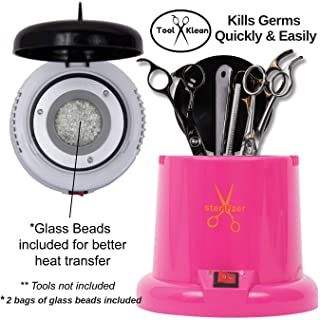 Tool Klean
Kills Germs
Quickly & Easily
sterilizer
*Glass Beads
included for better
heat transfer
** Tools not included
* 2 bags of glass beads included